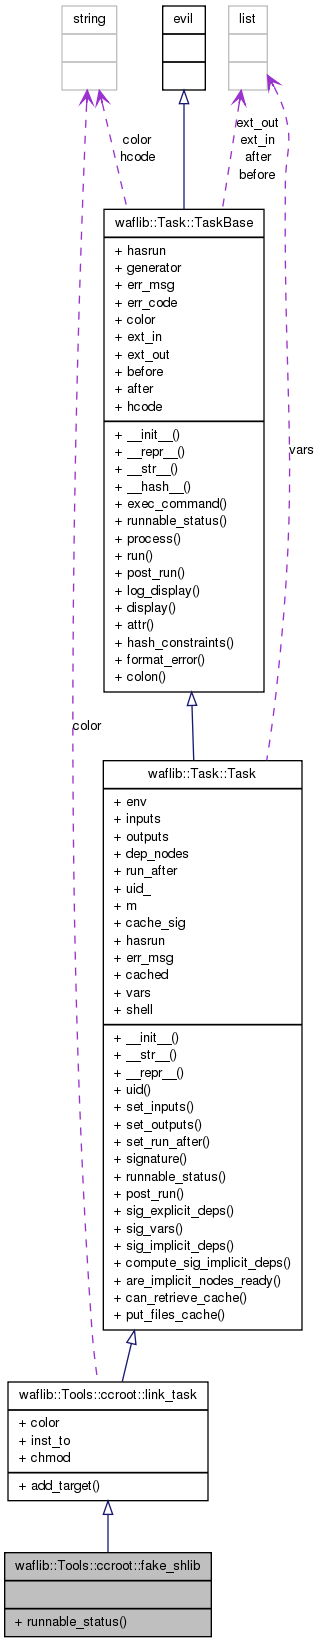 string
evil
list
color
hcode
ext_out
ext_in
after
before
waflib::Task::TaskBase
+ hasrun
+ generator
+ err_msg
+ err_code
+ color
+ ext_in
+ ext_out
+ before
+ after
+ hcode
+ __init__()
+ __repr__()
+ __str__()
+ __hash__()
+ exec_command()
+ runnable_status()
+ process()
+ run()
+ post_run()
+ log_display()
+ display()
+ attr()
+ hash_constraints()
+ format_error()
+ colon()
vars
color
waflib::Task::Task
+ env
+ inputs
+ outputs
+ dep_nodes
+ run_after
+ uid_
+ m
+ cache_sig
+ hasrun
+ err_msg
+ cached
+ vars
+ shell
+ __init__()
+ __str__()
+ __repr__()
+ uid()
+ set_inputs()
+ set_outputs()
+ set_run_after()
+ signature()
+ runnable_status()
+ post_run()
+ sig_explicit_deps()
+ sig_vars()
+ sig_implicit_deps()
+ compute_sig_implicit_deps()
+ are_implicit_nodes_ready()
+ can_retrieve_cache()
+ put_files_cache()
waflib::Tools::ccroot::link_task
+ color
+ inst_to
+ chmod
+ add_target()
waflib::Tools::ccroot::fake_shlib
+ runnable_status()